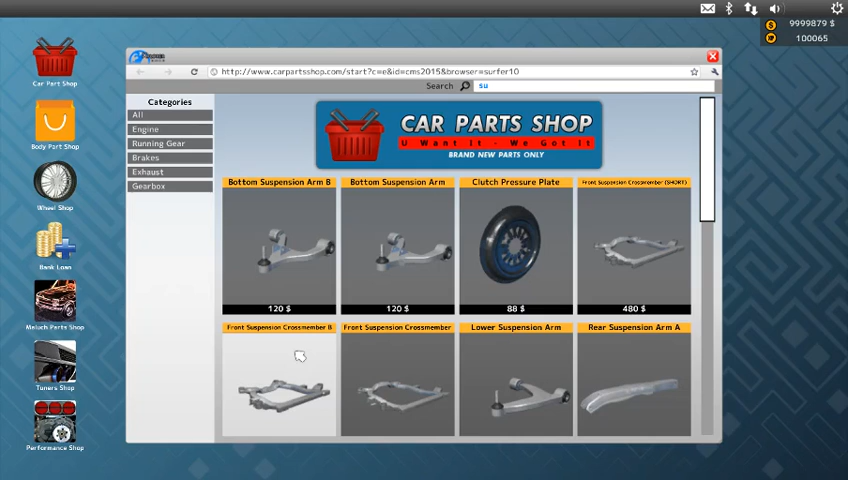 9999879 $
100065
http://www.carpartsshop.com/start?c=e&id=cms2015&browser=surfer10
Search su
Categories
All
Engine
Running Gear
Brakes
Exhaust
Gearbox
CAR PARTS SHOP
U Want It - We Got It
BRAND NEW PARTS ONLY
Bottom Suspension Arm B
Bottom Suspension Arm
Clutch Pressure Plate
Front Suspension Crossmember (SHORT)
120 $
120 $
88 $
480 $
Front Suspension Crossmember B
Front Suspension Crossmember
Lower Suspension Arm
Rear Suspension Arm A
Car Part Shop
Body Part Shop
Wheel Shop
Bank Loan
Maluch Parts Shop
Tuners Shop
Performance Shop